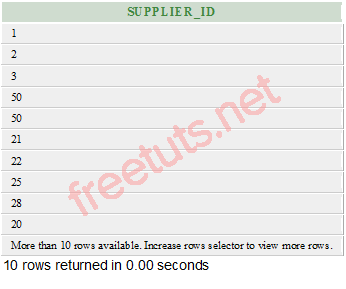 SUPPLIER_ID
1
2
3
50
50
21
22
25
28
20
More than 10 rows available. Increase rows selector to view more rows.
10 rows returned in 0.00 seconds
freetuts.net